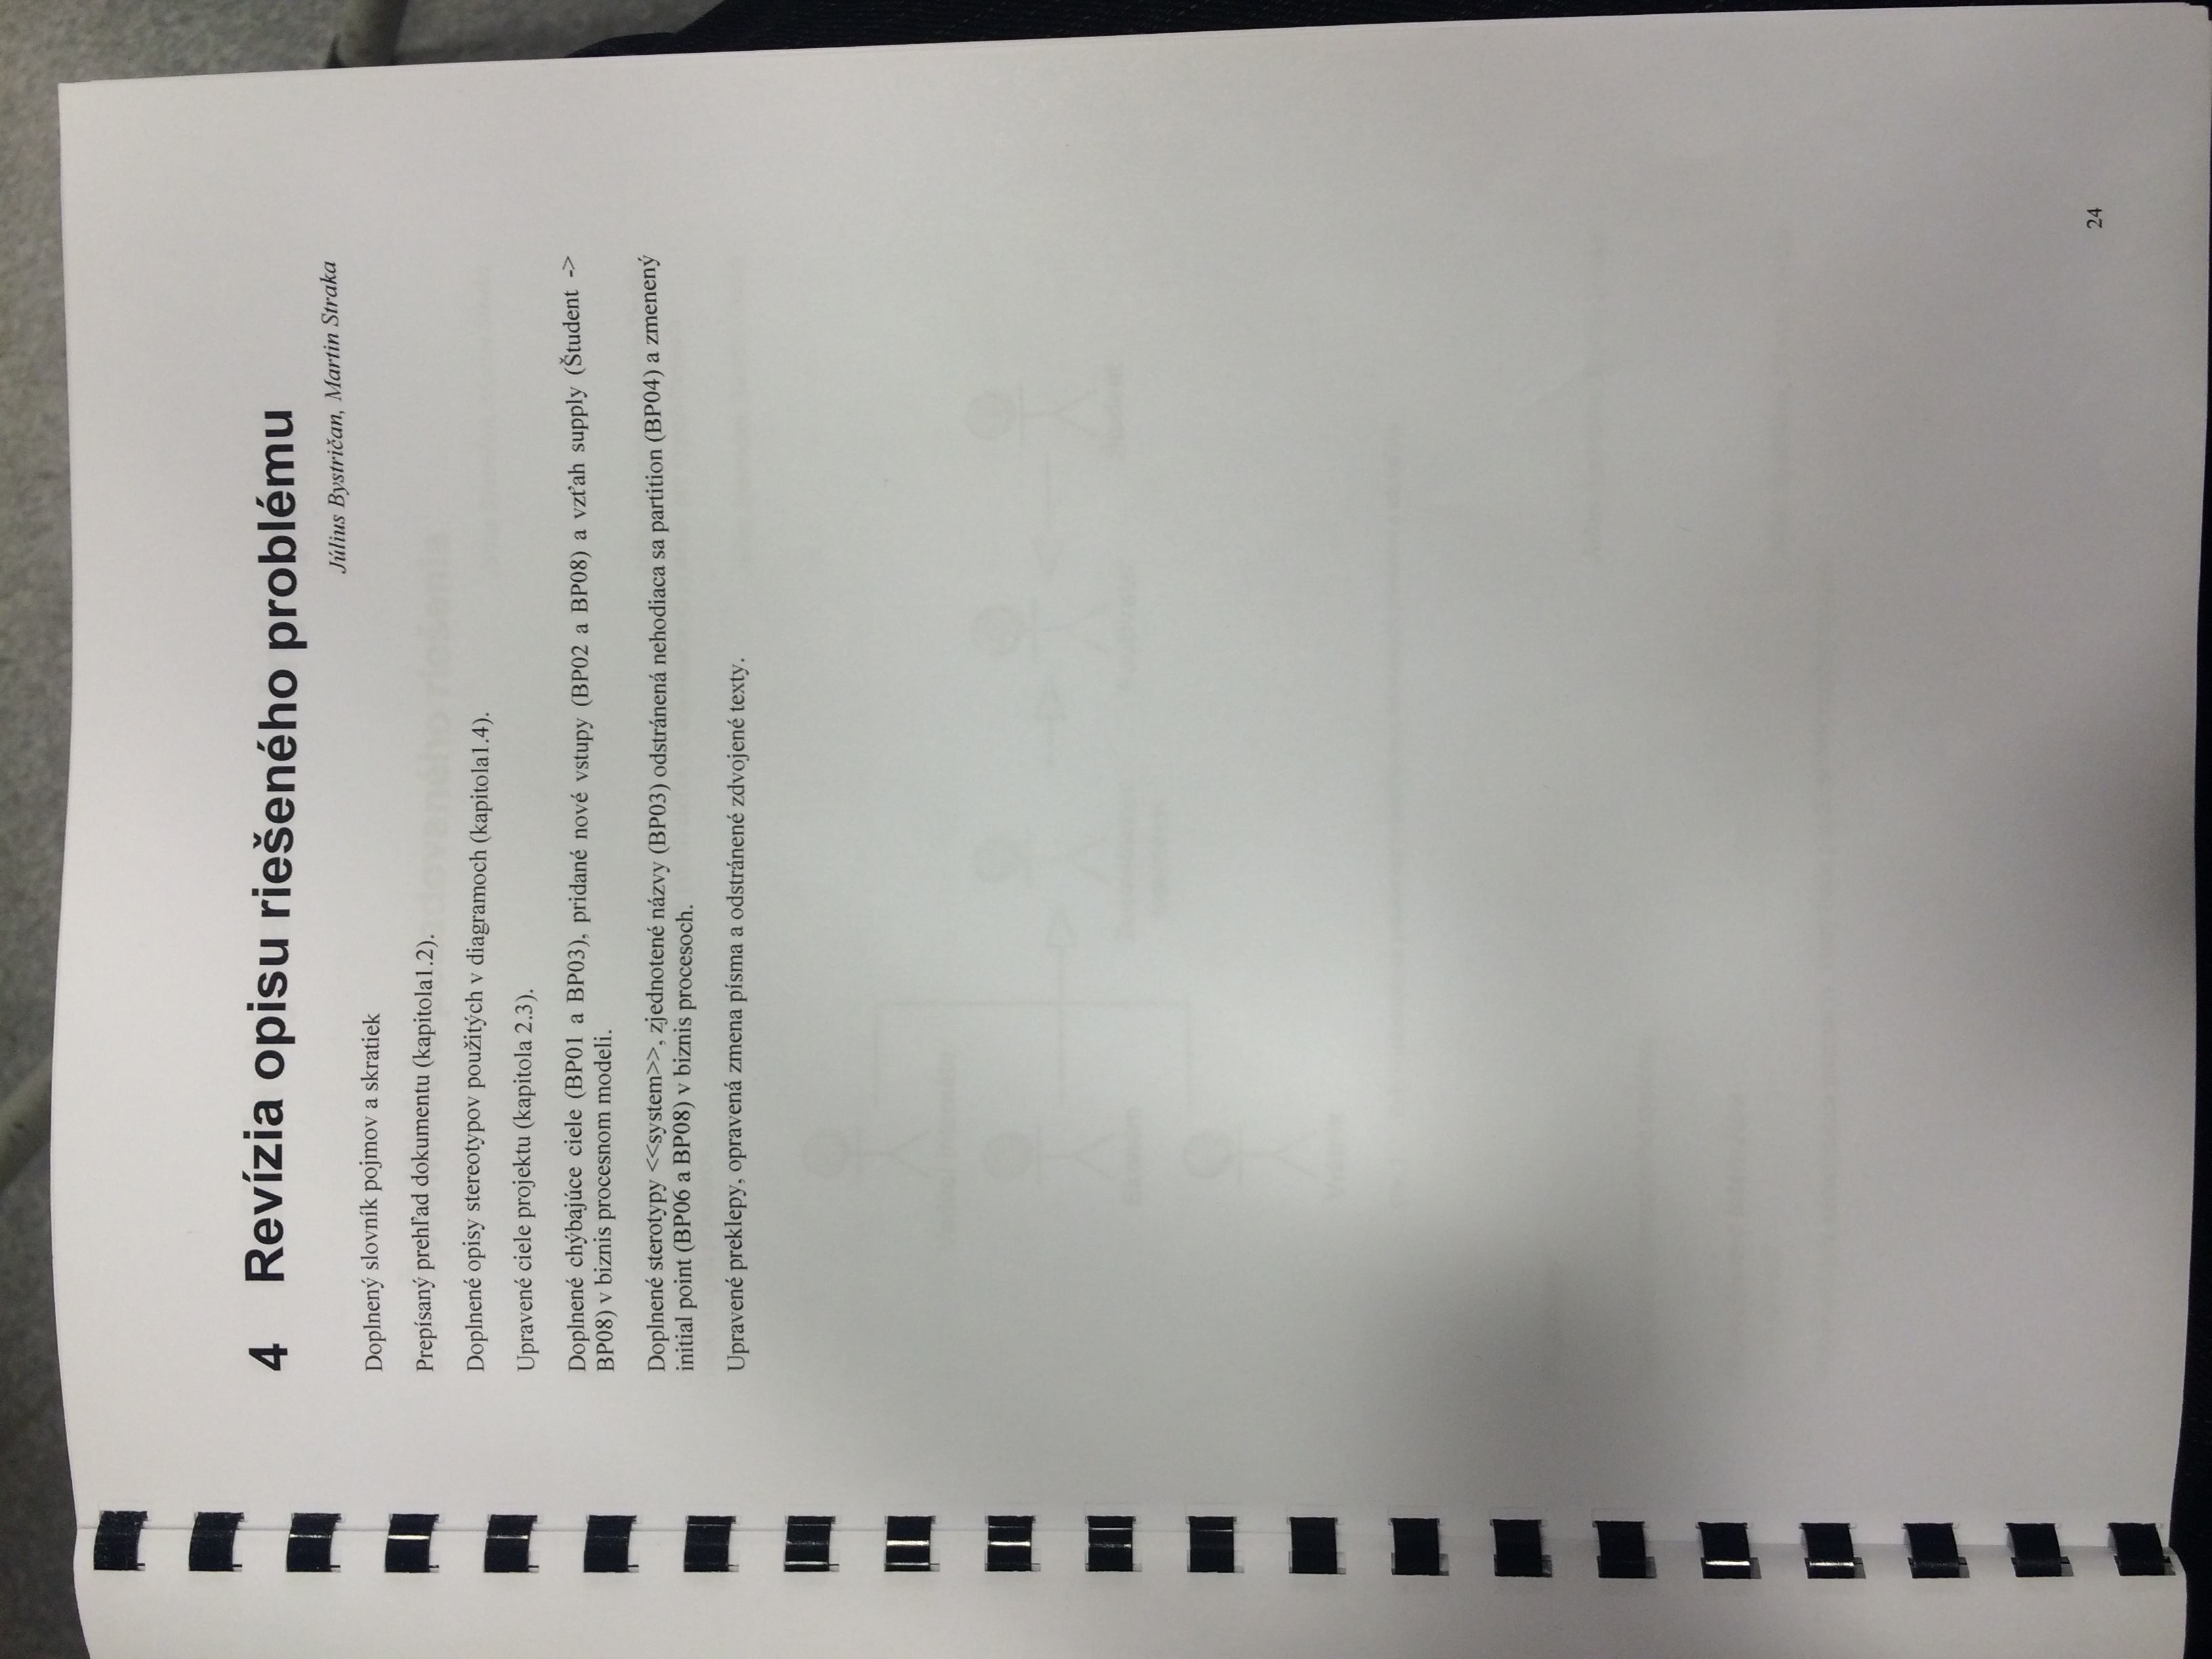 4 Revízia opisu riešeného problému
Július Bystričan, Martin Straka
Doplnený slovník pojmov a skratiek
Prepísaný prehľad dokumentu (kapitola1.2).
Doplnené opisy stereotypov použitých v diagramoch (kapitola1.4).
Upravené ciele projektu (kapitola 2.3).
Doplnené chýbajúce ciele (BP01 a BP03), pridané nové vstupy (BP02 a BP08) a vzťah supply (Študent ->
BP08) v biznis procesnom modeli.
Doplnené sterotypy <<system>>, zjednotené názvy (BP03) odstránená nehodiaca sa partition (BP04) a zmenený
initial point (BP06 a BP08) v biznis procesoch.
Upravené preklepy, opravená zmena písma a odstránené zdvojené texty.
24